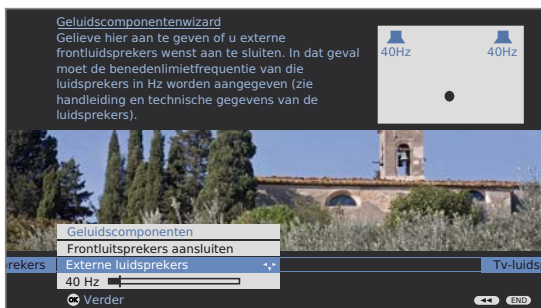 Geluidscomponentenwizard
Gelieve hier aan te geven of u externe
frontluidsprekers wenst aan te sluiten. In dat geval
moet de benedenlimietfrequentie van die
luidsprekers in Hz worden aangegeven (zie
handleiding en technische gegevens van de
luidsprekers).
40Hz 40Hz
Geluidscomponenten
Frontluitsprekers aansluiten
rekers Externe luidsprekers Tv-luids
40 Hz
OK Verder END